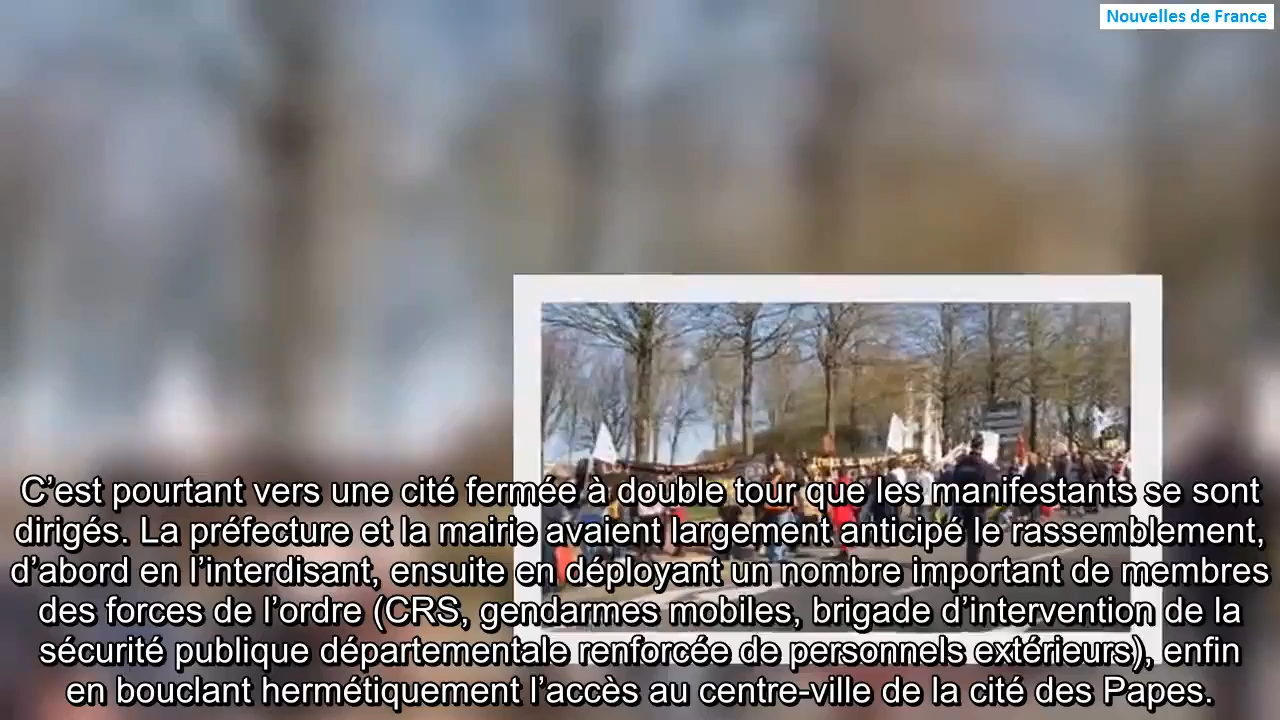 Nouvelles de France
C’est pourtant vers une cité fermée à double tour que les manifestants se sont
dirigés. La préfecture et la mairie avaient largement anticipé le rassemblement,
d’abord en l’interdisant, ensuite en déployant un nombre important de membres
des forces de l’ordre (CRS, gendarmes mobiles, brigade d’intervention de la
sécurité publique départementale renforcée de personnels extérieurs), enfin
en bouclant hermétiquement l’accès au centre-ville de la cité des Papes.